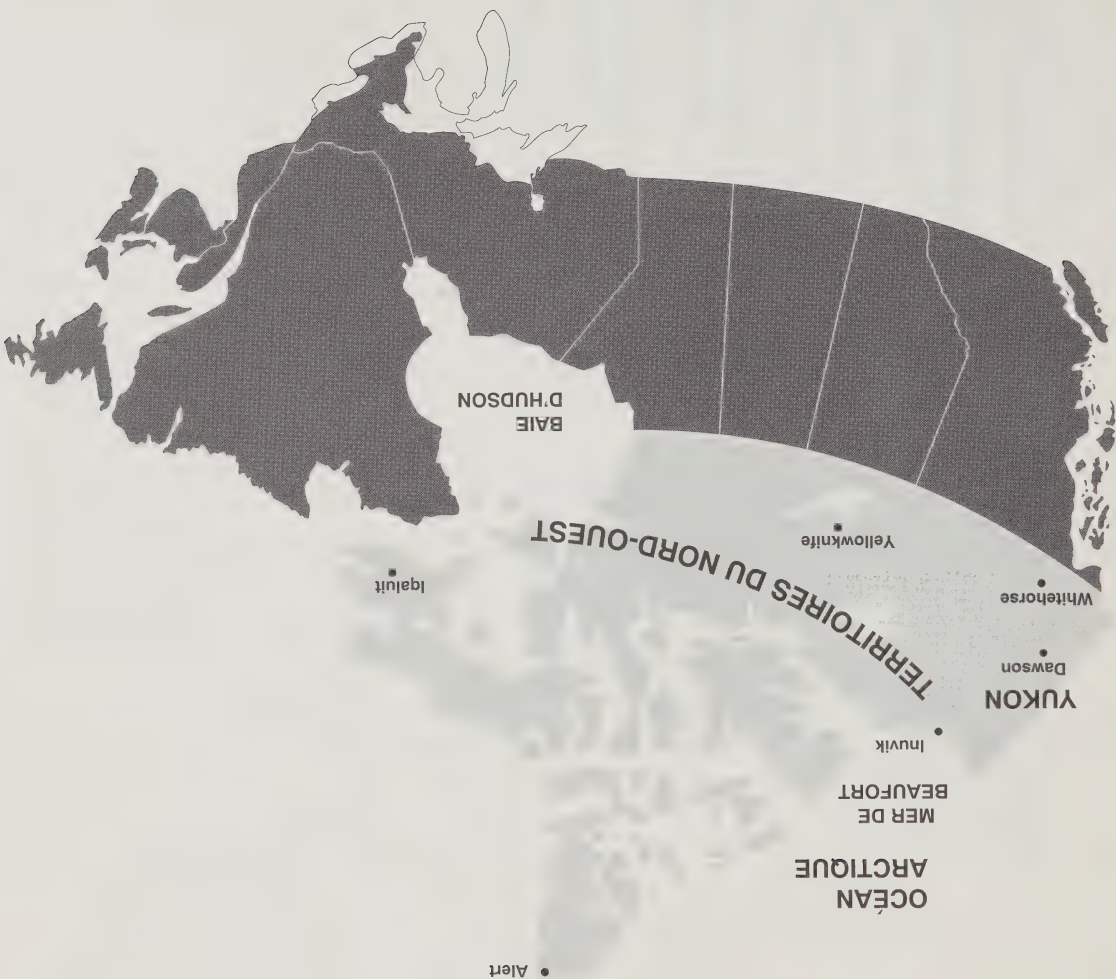 Alert
OCÉAN
ARCTIQUE
MER DE
BEAUFORT
Inuvik
YUKON
Dawson
Whitehorse
TERRITOIRES DU NORD-OUEST
Yellowknife
Iqaluit
BAIE
D'HUDSON